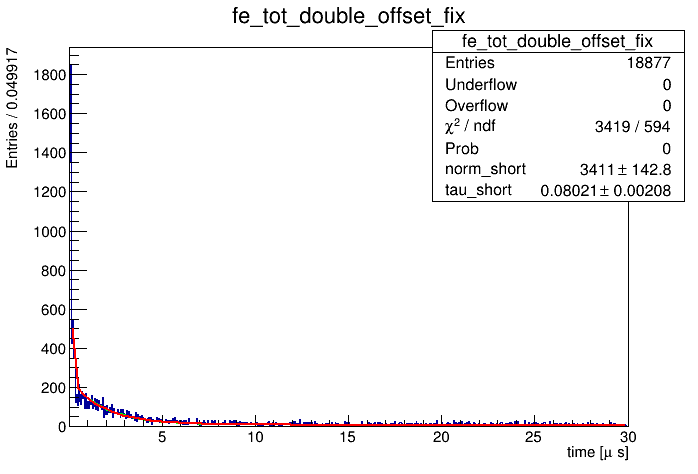 fe_tot_double_offset_fix
fe_tot_double_offset_fix
Entries 18877
Underflow 0
Overflow 0
χ² / ndf 3419 / 594
Prob 0
norm_short 3411 ± 142.8
tau_short 0.08021 ± 0.00208
Entries / 0.049917
1800
1600
1400
1200
1000
800
600
400
200
0
5 10 15 20 25 30
time [μ s]